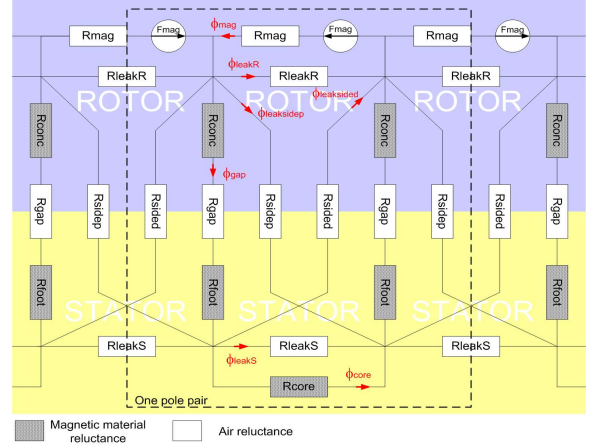 Rmag Fmag ϕmag Rmag Fmag Rmag Fmag
RleakR ϕleakR RleakR RleakR
ROTOR ROTOR ROTOR
ϕleaksided
ϕleaksidep
Rconc Rconc Rconc Rconc
ϕgap
Rgap Rsidep Rsided Rgap Rsidep Rsided Rgap Rsidep Rsided Rgap
Rfoot Rfoot Rfoot Rfoot
STATOR STATOR STATOR
RleakS RleakS RleakS
ϕleakS
ϕcore
Rcore
One pole pair
Magnetic material
reluctance
Air reluctance